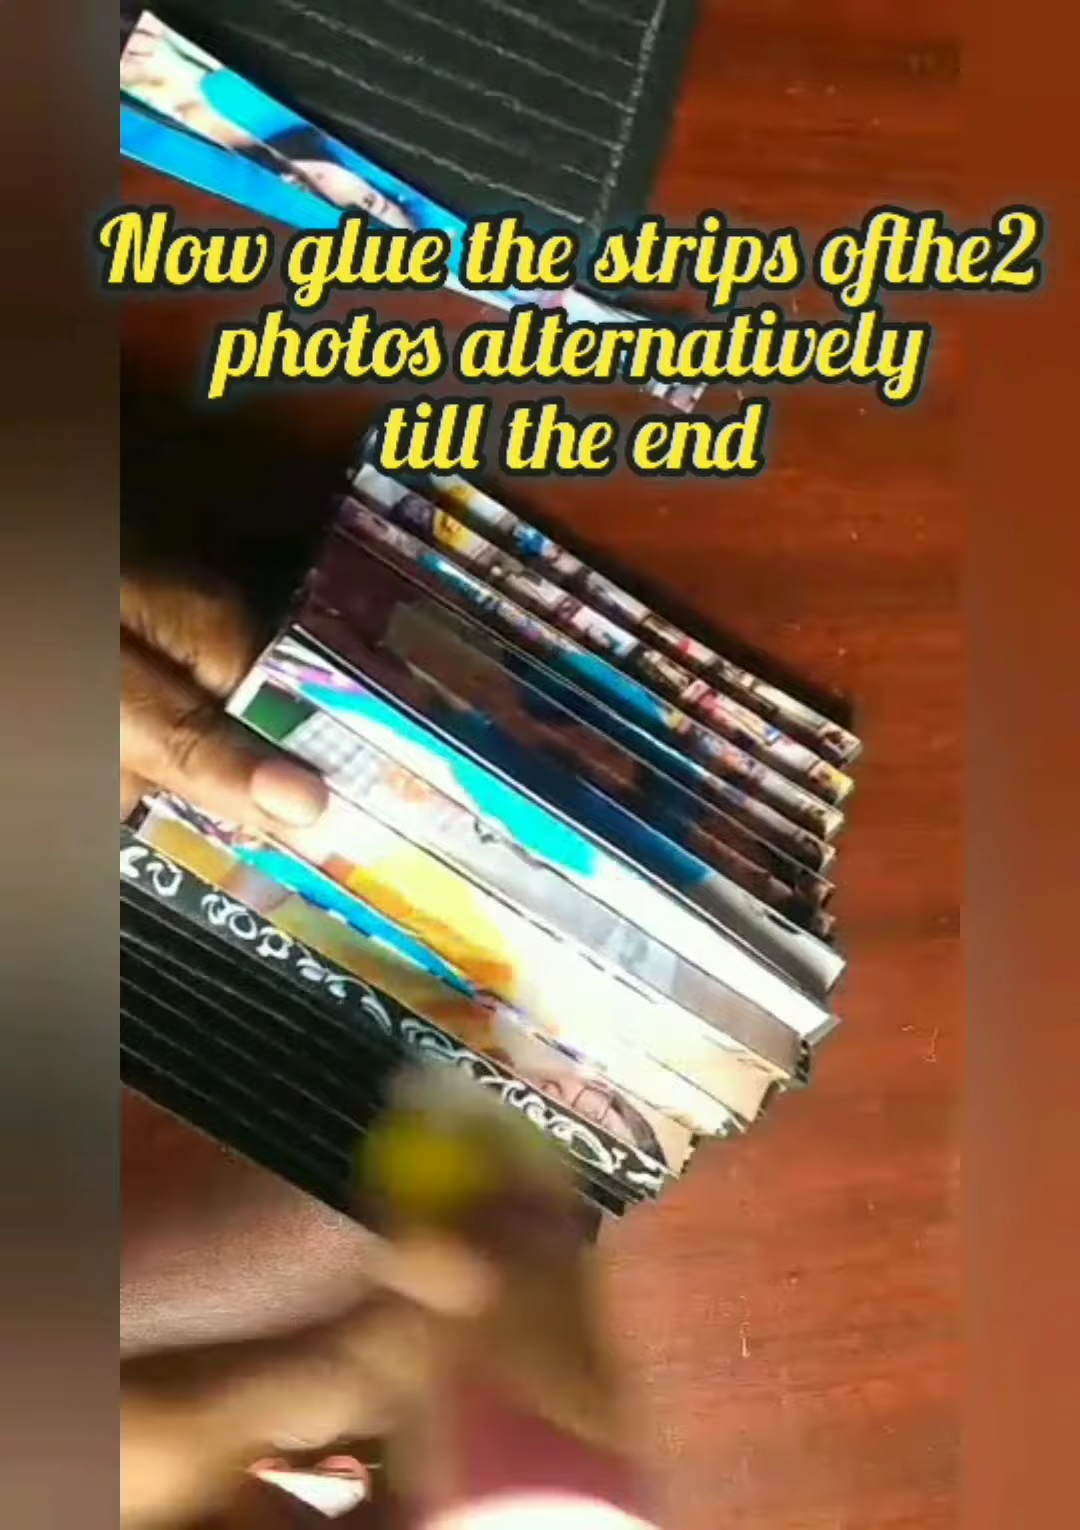 Now glue the strips ofthe2
photos alternatively
till the end